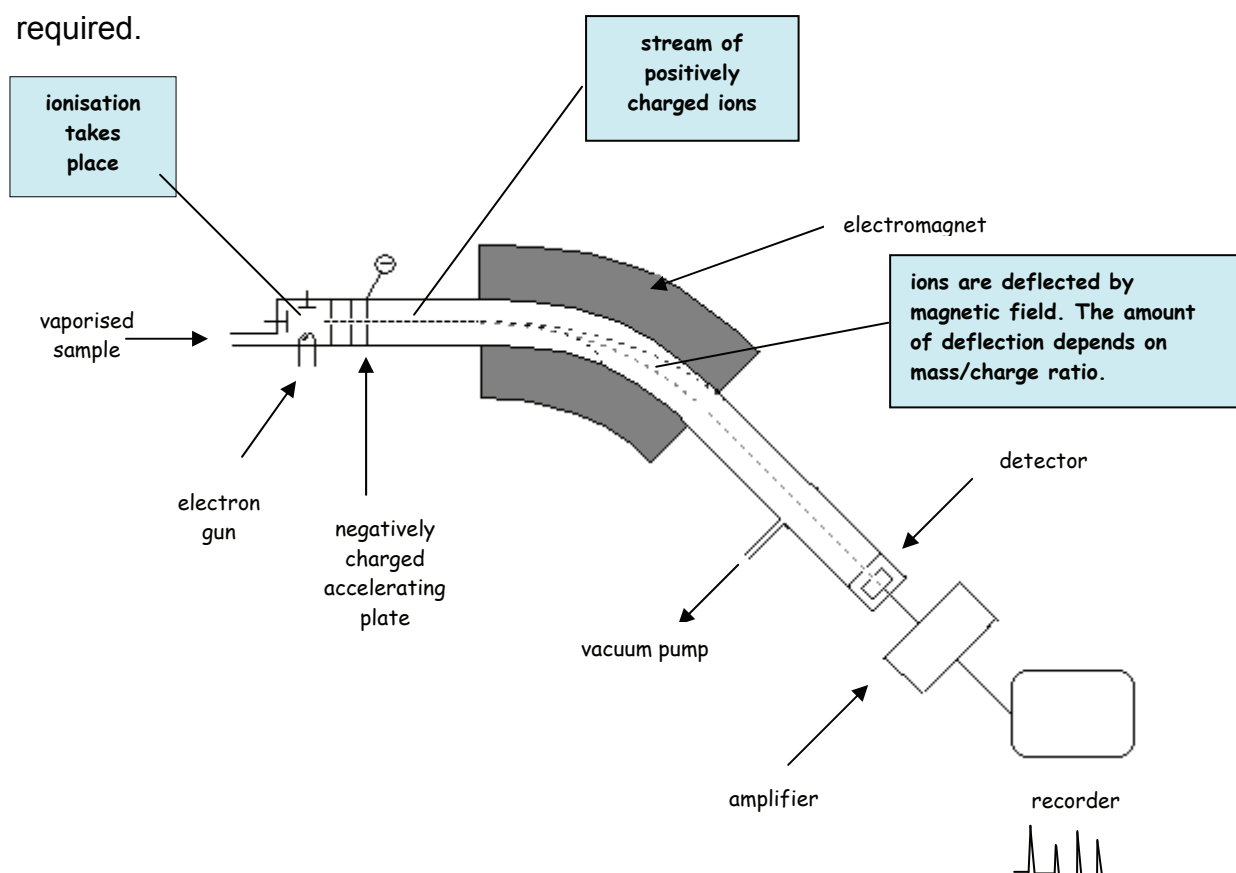 required.
stream of
positively
charged ions
ionisation
takes
place
electromagnet
ions are deflected by
magnetic field. The amount
of deflection depends on
mass/charge ratio.
vaporised
sample
detector
electron
gun
negatively
charged
accelerating
plate
vacuum pump
amplifier
recorder